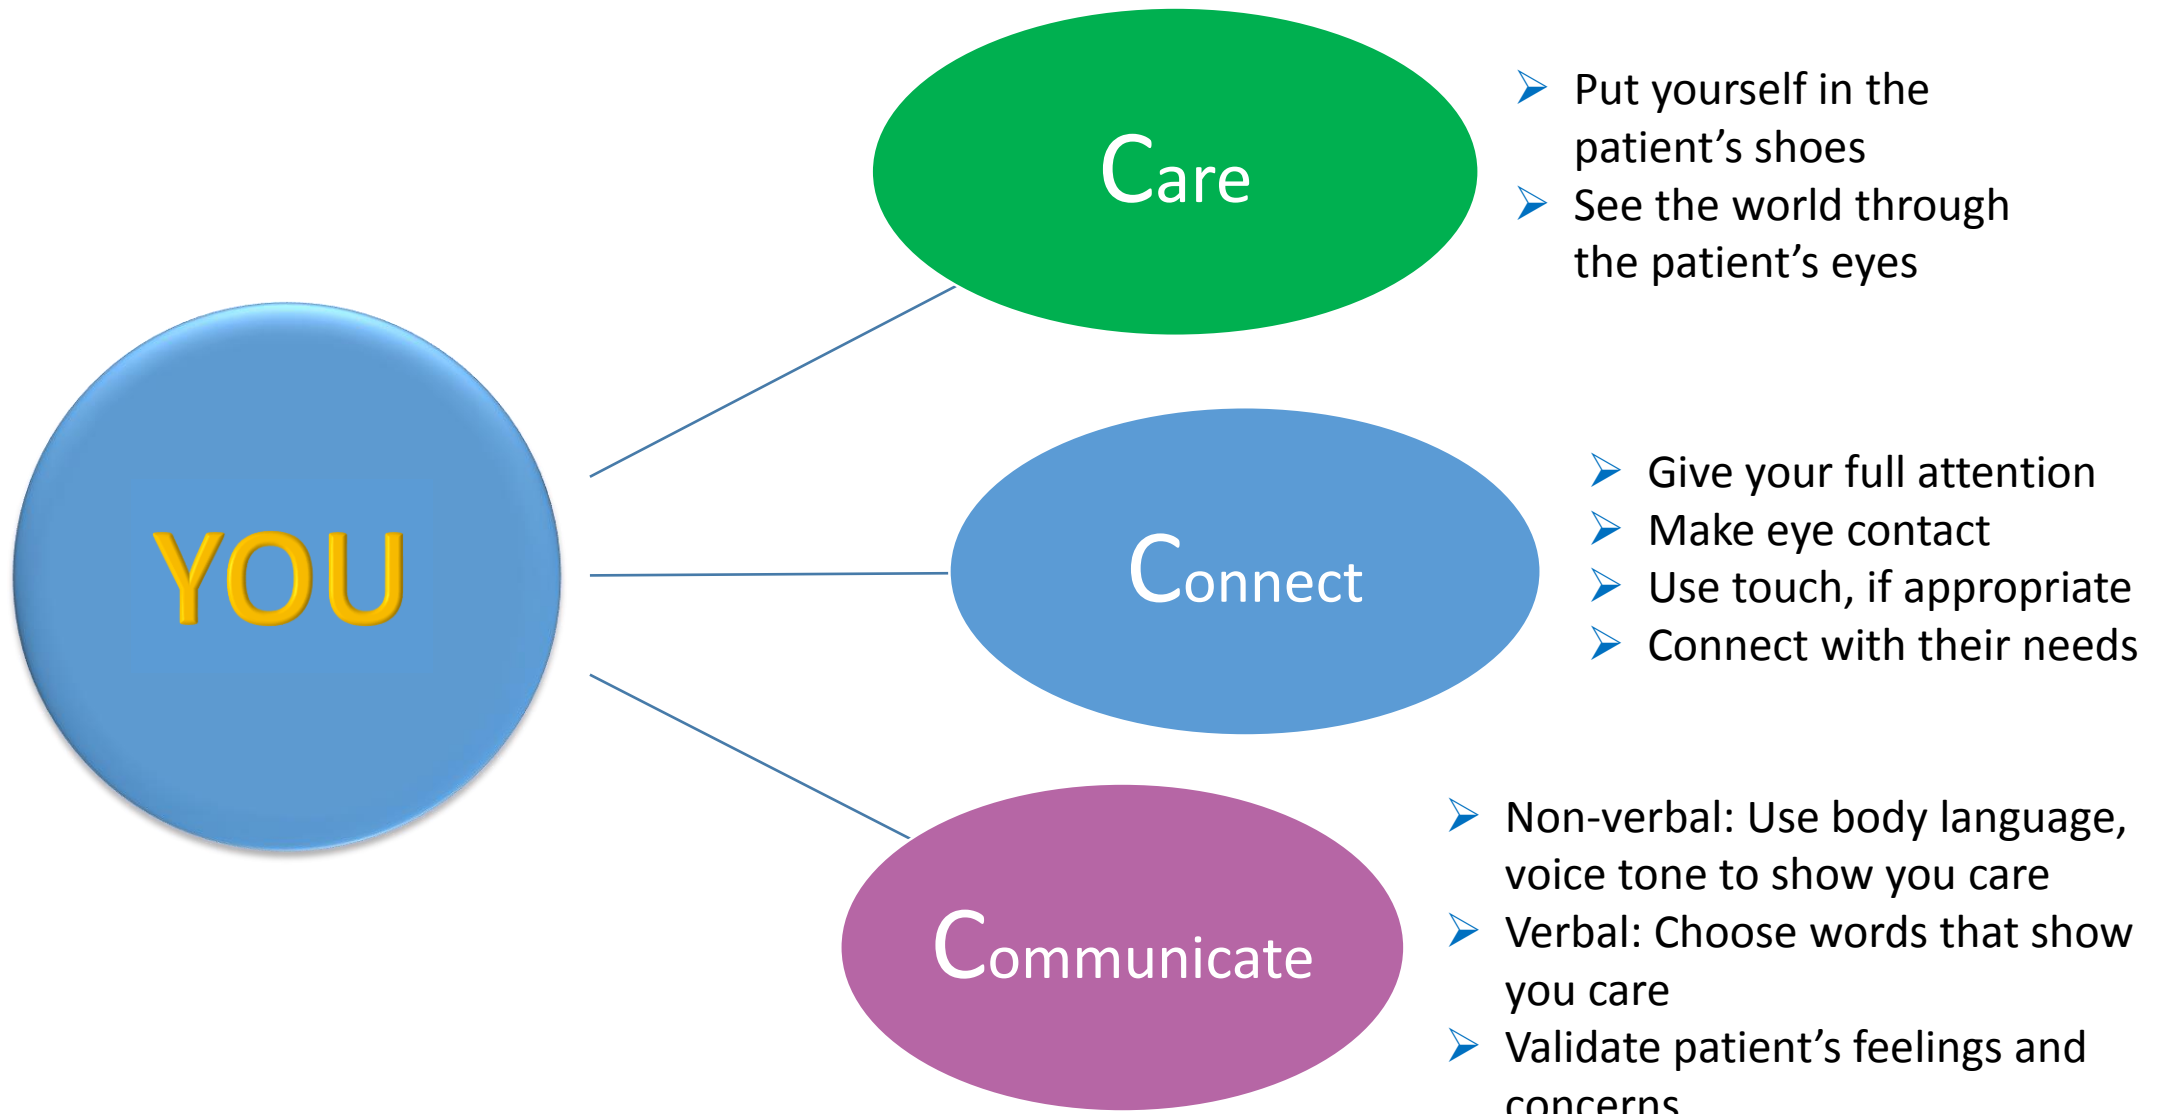 YOU
Care
➢ Put yourself in the
patient’s shoes
➢ See the world through
the patient’s eyes
Connect
➢ Give your full attention
➢ Make eye contact
➢ Use touch, if appropriate
➢ Connect with their needs
Communicate
➢ Non-verbal: Use body language,
voice tone to show you care
➢ Verbal: Choose words that show
you care
➢ Validate patient’s feelings and
concerns